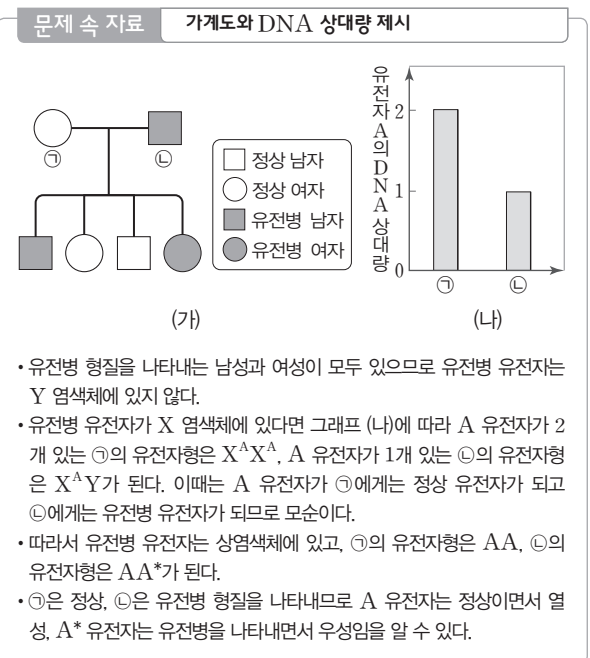 문제 속 자료 가계도와 DNA 상대량 제시
㉠ ㉡
정상 남자
정상 여자
유전병 남자
유전병 여자
(가)
유전자 A의 DNA 상대량
2
1
0
㉠ ㉡
(나)
• 유전병 형질을 나타내는 남성과 여성이 모두 있으므로 유전병 유전자는
Y 염색체에 있지 않다.
• 유전병 유전자가 X 염색체에 있다면 그래프 (나)에 따라 A 유전자가 2
개 있는 ㉠의 유전자형은 XᴬXᴬ, A 유전자가 1개 있는 ㉡의 유전자형
은 XᴬY가 된다. 이때는 A 유전자가 ㉠에게는 정상 유전자가 되고
㉡에게는 유전병 유전자가 되므로 모순이다.
• 따라서 유전병 유전자는 상염색체에 있고, ㉠의 유전자형은 AA, ㉡의
유전자형은 AA*가 된다.
• ㉠은 정상, ㉡은 유전병 형질을 나타내므로 A 유전자는 정상이면서 열
성, A* 유전자는 유전병을 나타내면서 우성임을 알 수 있다.